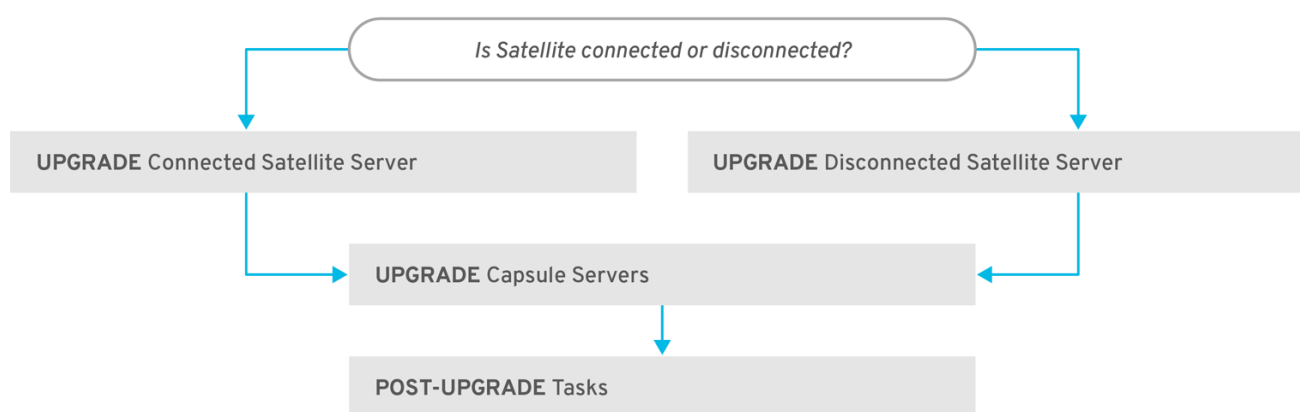 Is Satellite connected or disconnected?
UPGRADE Connected Satellite Server
UPGRADE Disconnected Satellite Server
UPGRADE Capsule Servers
POST-UPGRADE Tasks